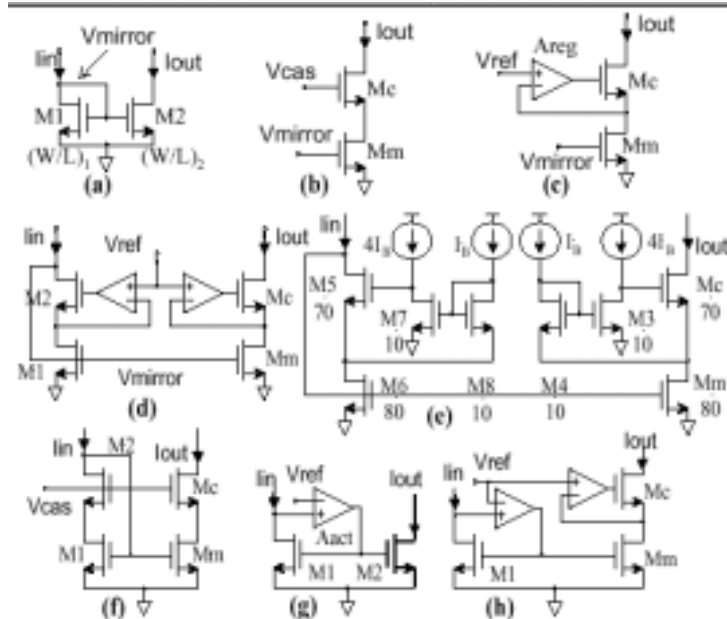 Vmirror
Iin
Iout
M1
M2
(W/L)1
(W/L)2
(a)
Iout
Vcas
Mc
Vmirror
Mm
(b)
Iout
Areg
Vref
Mc
Vmirror
Mm
(c)
Iin
Vref
Iout
M2
Mc
M1
Vmirror
Mm
(d)
Iin
4IB
IB
IB
4IB
Iout
M5
70
M7
10
M3
10
Mc
70
M6
80
M8
10
M4
10
Mm
80
(e)
Iin
M2
Iout
Vcas
Mc
M1
Mm
(f)
Iin
Vref
Iout
Aact
M1
M2
(g)
Iin
Vref
Iout
Mc
M1
Mm
(h)